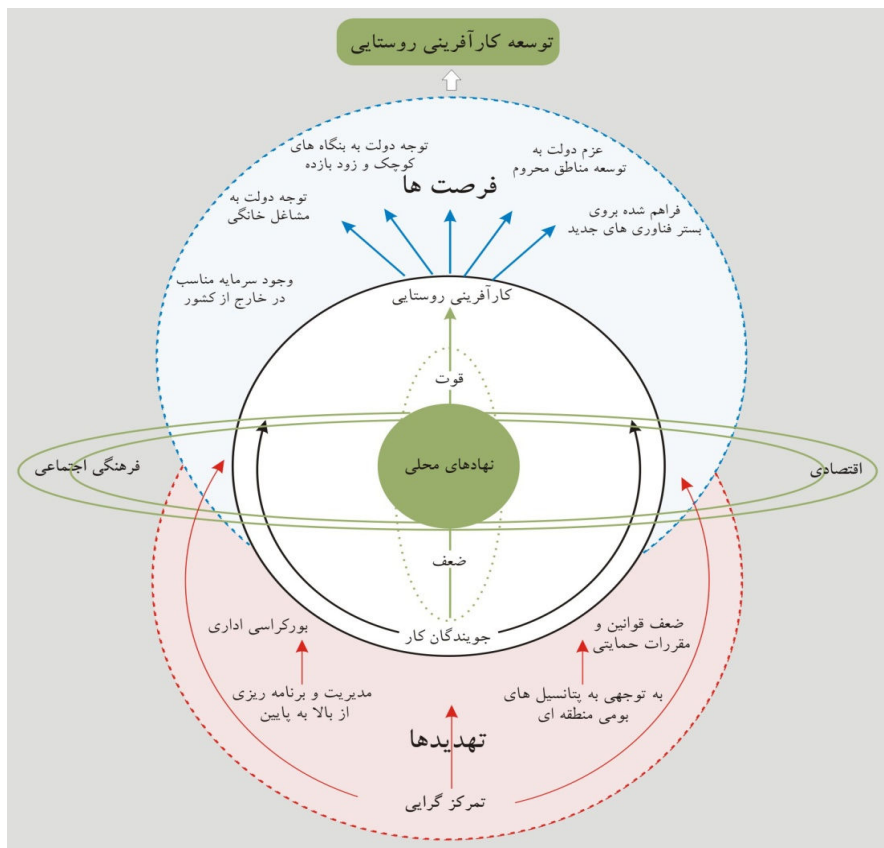 توسعه کارآفرینی روستایی
عزم دولت به
توسعه مناطق محروم
توجه دولت به بنگاه های
کوچک و زود بازده
فرصت ها
فراهم شده بروی
بستر فناوری های جدید
توجه دولت به
مشاغل خانگی
وجود سرمایه مناسب
در خارج از کشور
کارآفرینی روستایی
قوت
اقتصادی
نهادهای محلی
فرهنگی اجتماعی
ضعف
جویندگان کار
ضعف قوانین و
مقررات حمایتی
بورکراسی اداری
به توجهی به پتانسیل های
بومی منطقه ای
مدیریت و برنامه ریزی
از بالا به پایین
تهدیدها
تمرکز گرایی